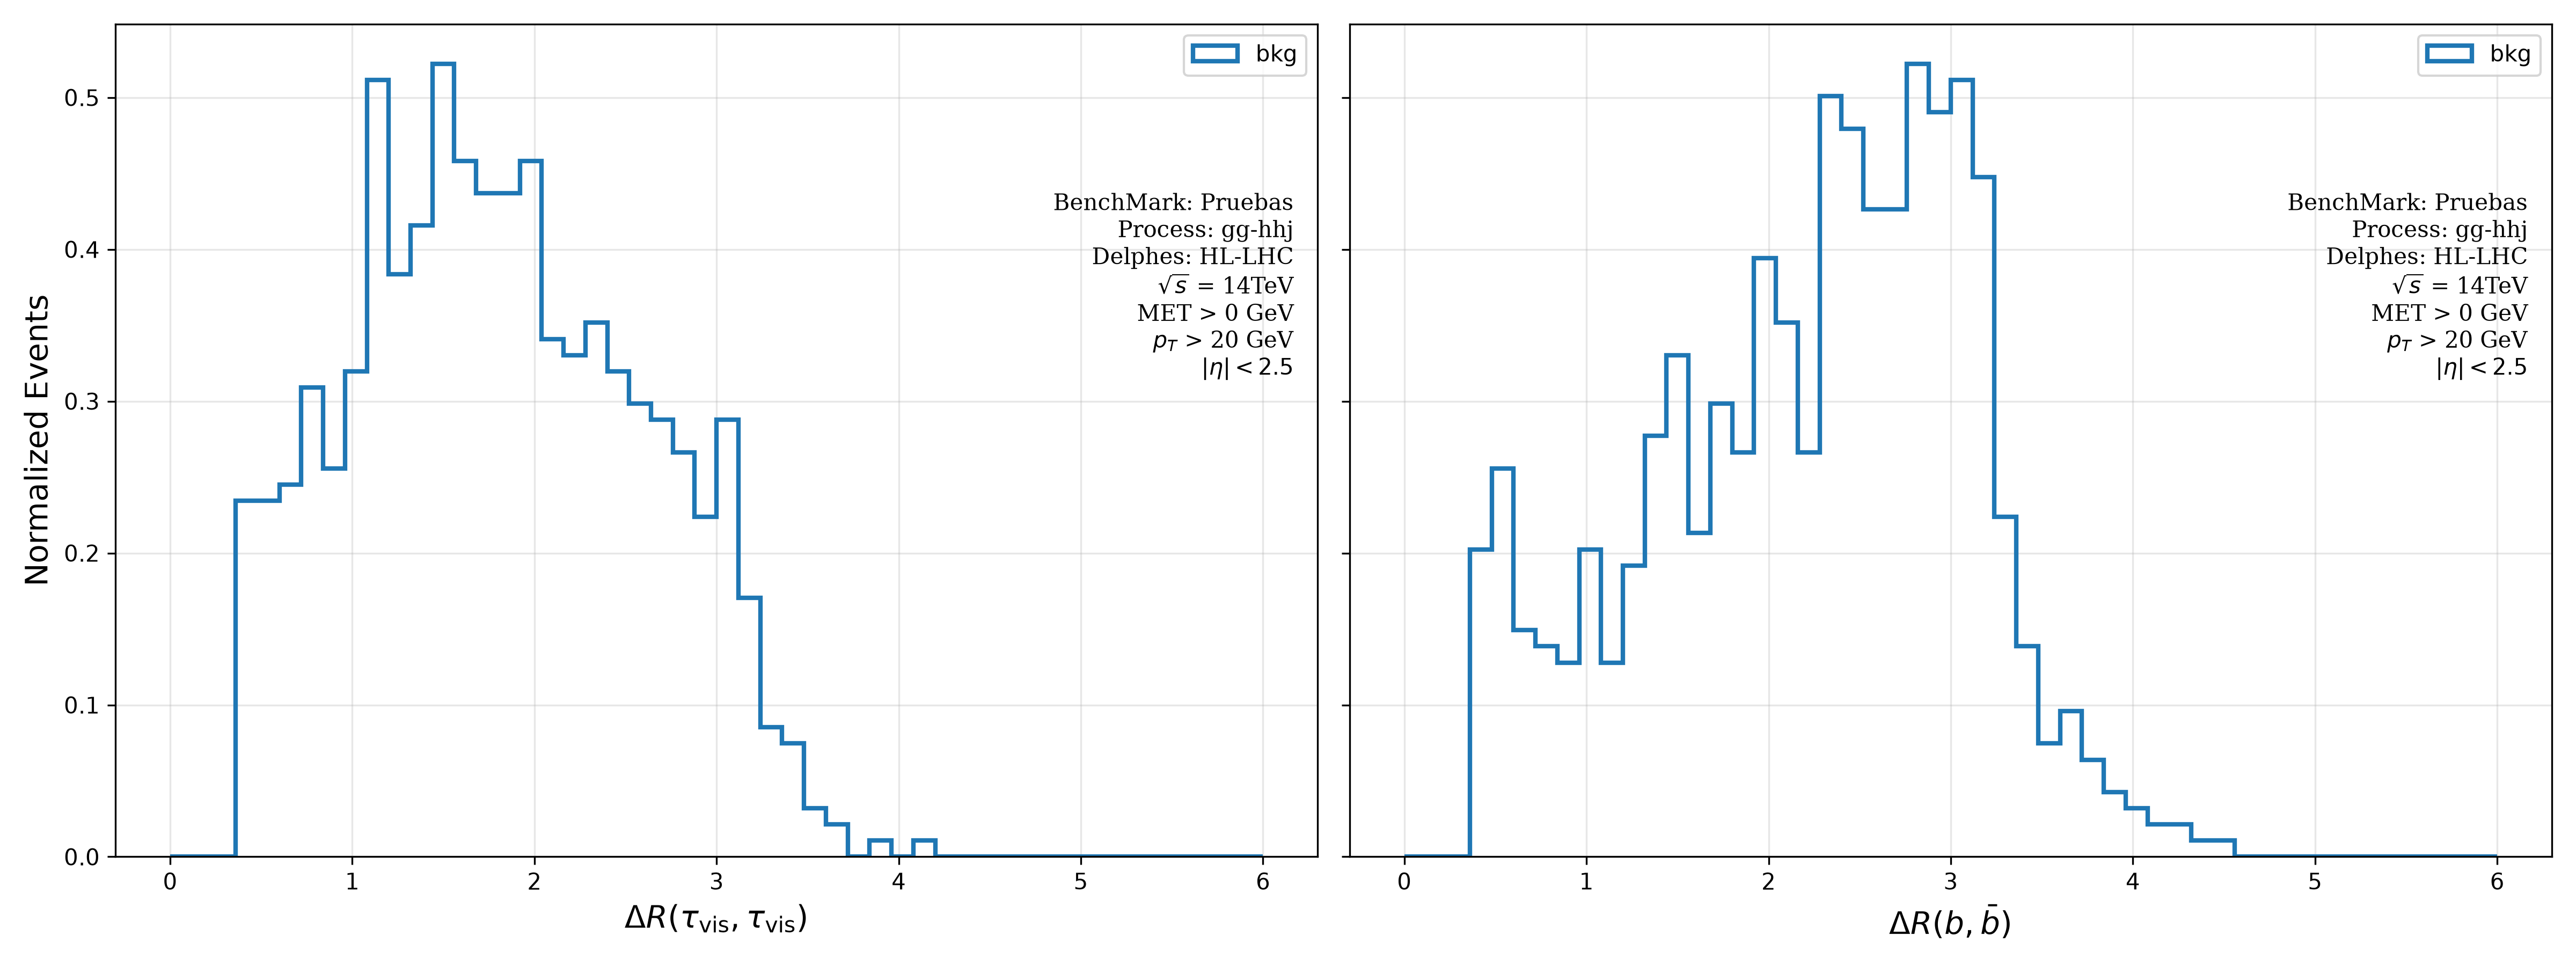 bkg
BenchMark: Pruebas
Process: gg-hhj
Delphes: HL-LHC
√s = 14TeV
MET > 0 GeV
p_T > 20 GeV
|η| < 2.5
Normalized Events
0.5
0.4
0.3
0.2
0.1
0.0
0 1 2 3 4 5 6
ΔR(τ_vis, τ_vis)
bkg
BenchMark: Pruebas
Process: gg-hhj
Delphes: HL-LHC
√s = 14TeV
MET > 0 GeV
p_T > 20 GeV
|η| < 2.5
0 1 2 3 4 5 6
ΔR(b, b̄)